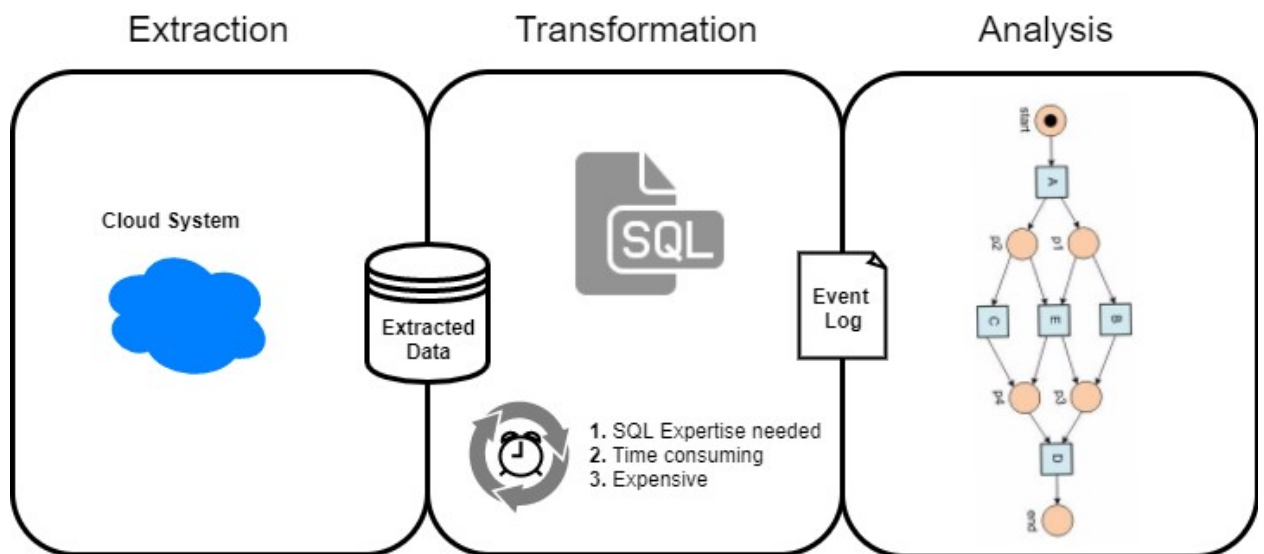 Extraction
Transformation
Analysis
Cloud System
Extracted
Data
SQL
1. SQL Expertise needed
2. Time consuming
3. Expensive
Event
Log
start
A
p2
p1
C
E
B
p4
p3
D
end